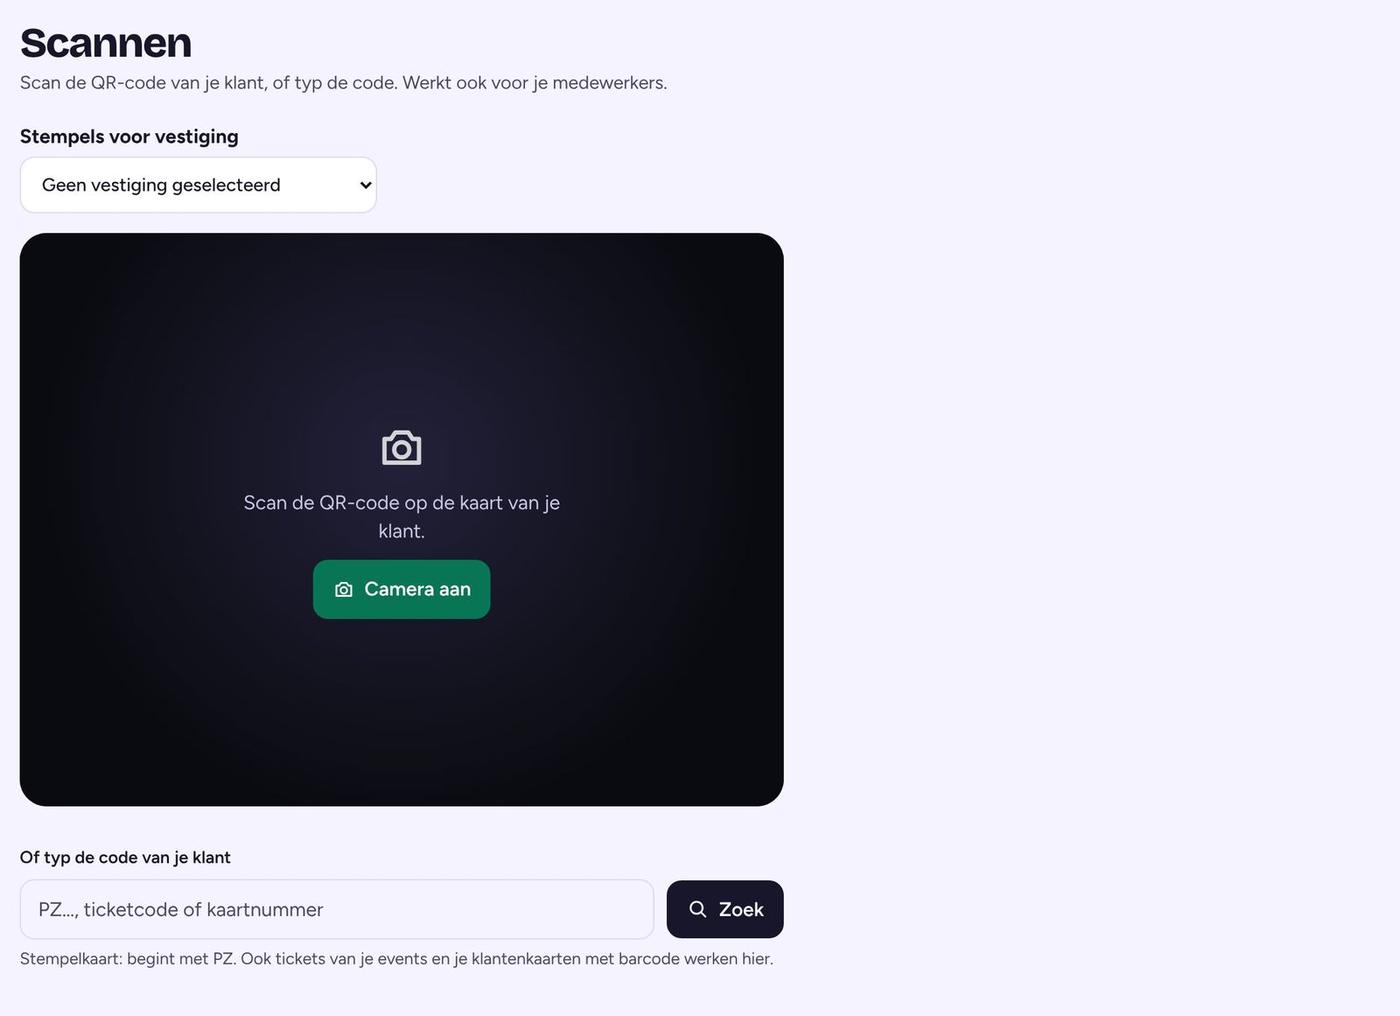 Scannen
Scan de QR-code van je klant, of typ de code. Werkt ook voor je medewerkers.
Stempels voor vestiging
Geen vestiging geselecteerd
Scan de QR-code op de kaart van je
klant.
Camera aan
Of typ de code van je klant
PZ..., ticketcode of kaartnummer
Zoek
Stempelkaart: begint met PZ. Ook tickets van je events en je klantenkaarten met barcode werken hier.